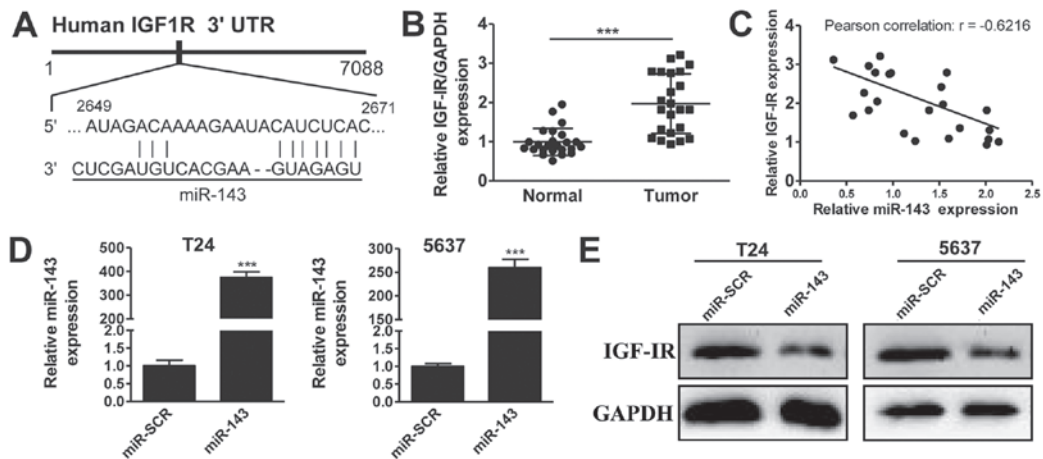 A
Human IGF1R 3' UTR
1
7088
2649
2671
5' ... AUAGACAAAAGAAUACAUCUCAC...
3' CUCGAUGUCACGAA - -GUAGAGU
miR-143
B
Relative IGF-IR/GAPDH
expression
4
3
2
1
0
***
Normal
Tumor
C
Pearson correlation: r = -0.6216
Relative IGF-IR expression
4
3
2
1
0
0.0
0.5
1.0
1.5
2.0
2.5
Relative miR-143 expression
D
T24
Relative miR-143
expression
500
400
300
200
100
2.0
1.5
1.0
0.5
0.0
***
miR-SCR
miR-143
5637
Relative miR-143
expression
300
250
200
150
100
50
2.0
1.5
1.0
0.5
0.0
***
miR-SCR
miR-143
E
T24
5637
miR-SCR
miR-143
miR-SCR
miR-143
IGF-IR
GAPDH